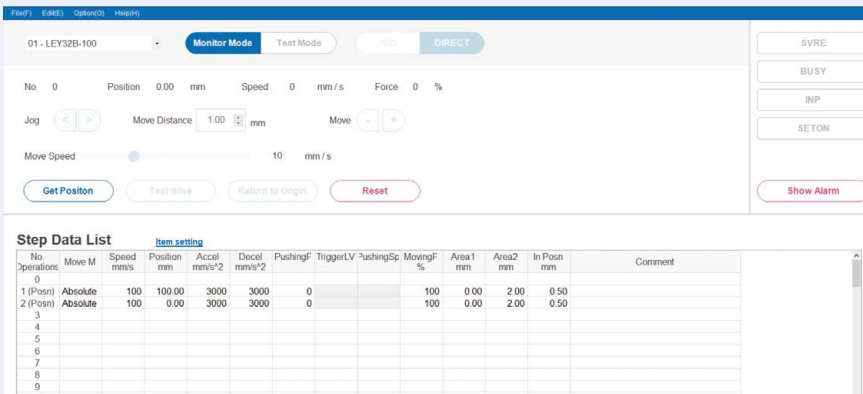 File(F) Edit(E) Option(O) Help(H)
01 - LEY32B-100 Monitor Mode Test Mode JOG DIRECT SVRE
BUSY
No. 0 Position 0.00 mm Speed 0 mm / s Force 0 %
INP
Jog < > Move Distance 1.00 mm Move - +
SETON
Move Speed 10 mm / s
Get Positon Test drive Return to Origin Reset Show Alarm
Step Data List Item setting
No. Operations Move M Speed mm/s Position mm Accel mm/s^2 Decel mm/s^2 PushingF TriggerLV PushingSp MovingF % Area1 mm Area2 mm In Posn mm Comment
0
1 (Posn) Absolute 100 100.00 3000 3000 0 100 0.00 2.00 0.50
2 (Posn) Absolute 100 0.00 3000 3000 0 100 0.00 2.00 0.50
3
4
5
6
7
8
9